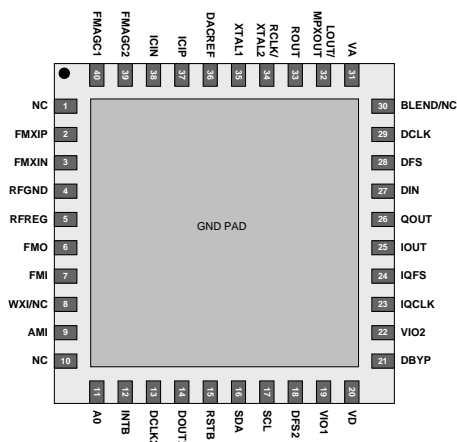 FMAGC1
FMAGC2
ICIN
ICIP
DACREF
XTAL1
RCLK/
XTAL2
ROUT
LOUT/
MPXOUT
VA
40
39
38
37
36
35
34
33
32
31
NC 1
FMXIP 2
FMXIN 3
RFGND 4
RFREG 5
FMO 6
FMI 7
WXI/NC 8
AMI 9
NC 10
GND PAD
30 BLEND/NC
29 DCLK
28 DFS
27 DIN
26 QOUT
25 IOUT
24 IQFS
23 IQCLK
22 VIO2
21 DBYP
11
12
13
14
15
16
17
18
19
20
A0
INTB
RSTB
SDA
SCL
DFS2
VIO1
VD